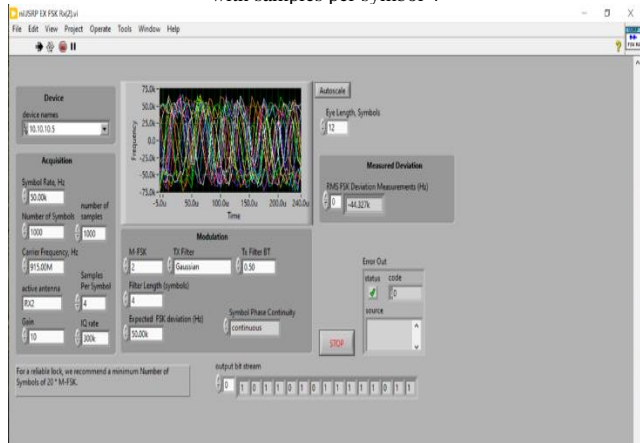 with samples per symbol 4
niUSRP EX FSK Rx(2).vi
File Edit View Project Operate Tools Window Help
Device
device names
10.10.10.5
Acquisition
Symbol Rate, Hz
50.00k
Number of Symbols
number of samples
1000
1000
Carrier Frequency, Hz
915.00M
active antenna
RX2
Samples Per Symbol
4
Gain
10
IQ rate
300k
Frequency
75.0k
50.0k
25.0k
0.0
-25.0k
-50.0k
-75.0k
-5.0u 50.0u 100.0u 150.0u 200.0u 240.0u
Time
Autoscale
Eye Length, Symbols
12
Measured Deviation
RMS FSK Deviation Measurements (Hz)
0 -44.327k
Modulation
M-FSK TX Filter Tx Filter BT
2 Gaussian 0.50
Filter Length (symbols)
4
Expected FSK deviation (Hz)
50.00k
Symbol Phase Continuity
continuous
Error Out
status code
0
source
STOP
For a reliable lock, we recommend a minimum Number of
Symbols of 20 * M-FSK.
output bit stream
0 1 0 1 1 0 1 0 1 1 1 1 1 0 1 1